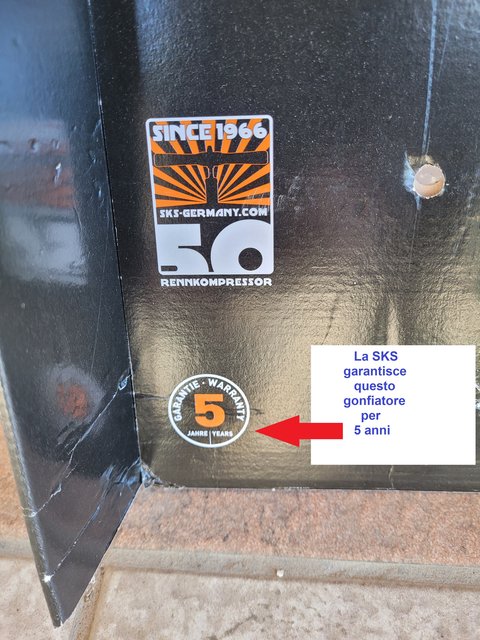 SINCE 1966
SKS-GERMANY.COM
50
RENNKOMPRESSOR
GARANTIE · WARRANTY
5
JAHRE | YEARS
La SKS
garantisce
questo
gonfiatore
per
5 anni